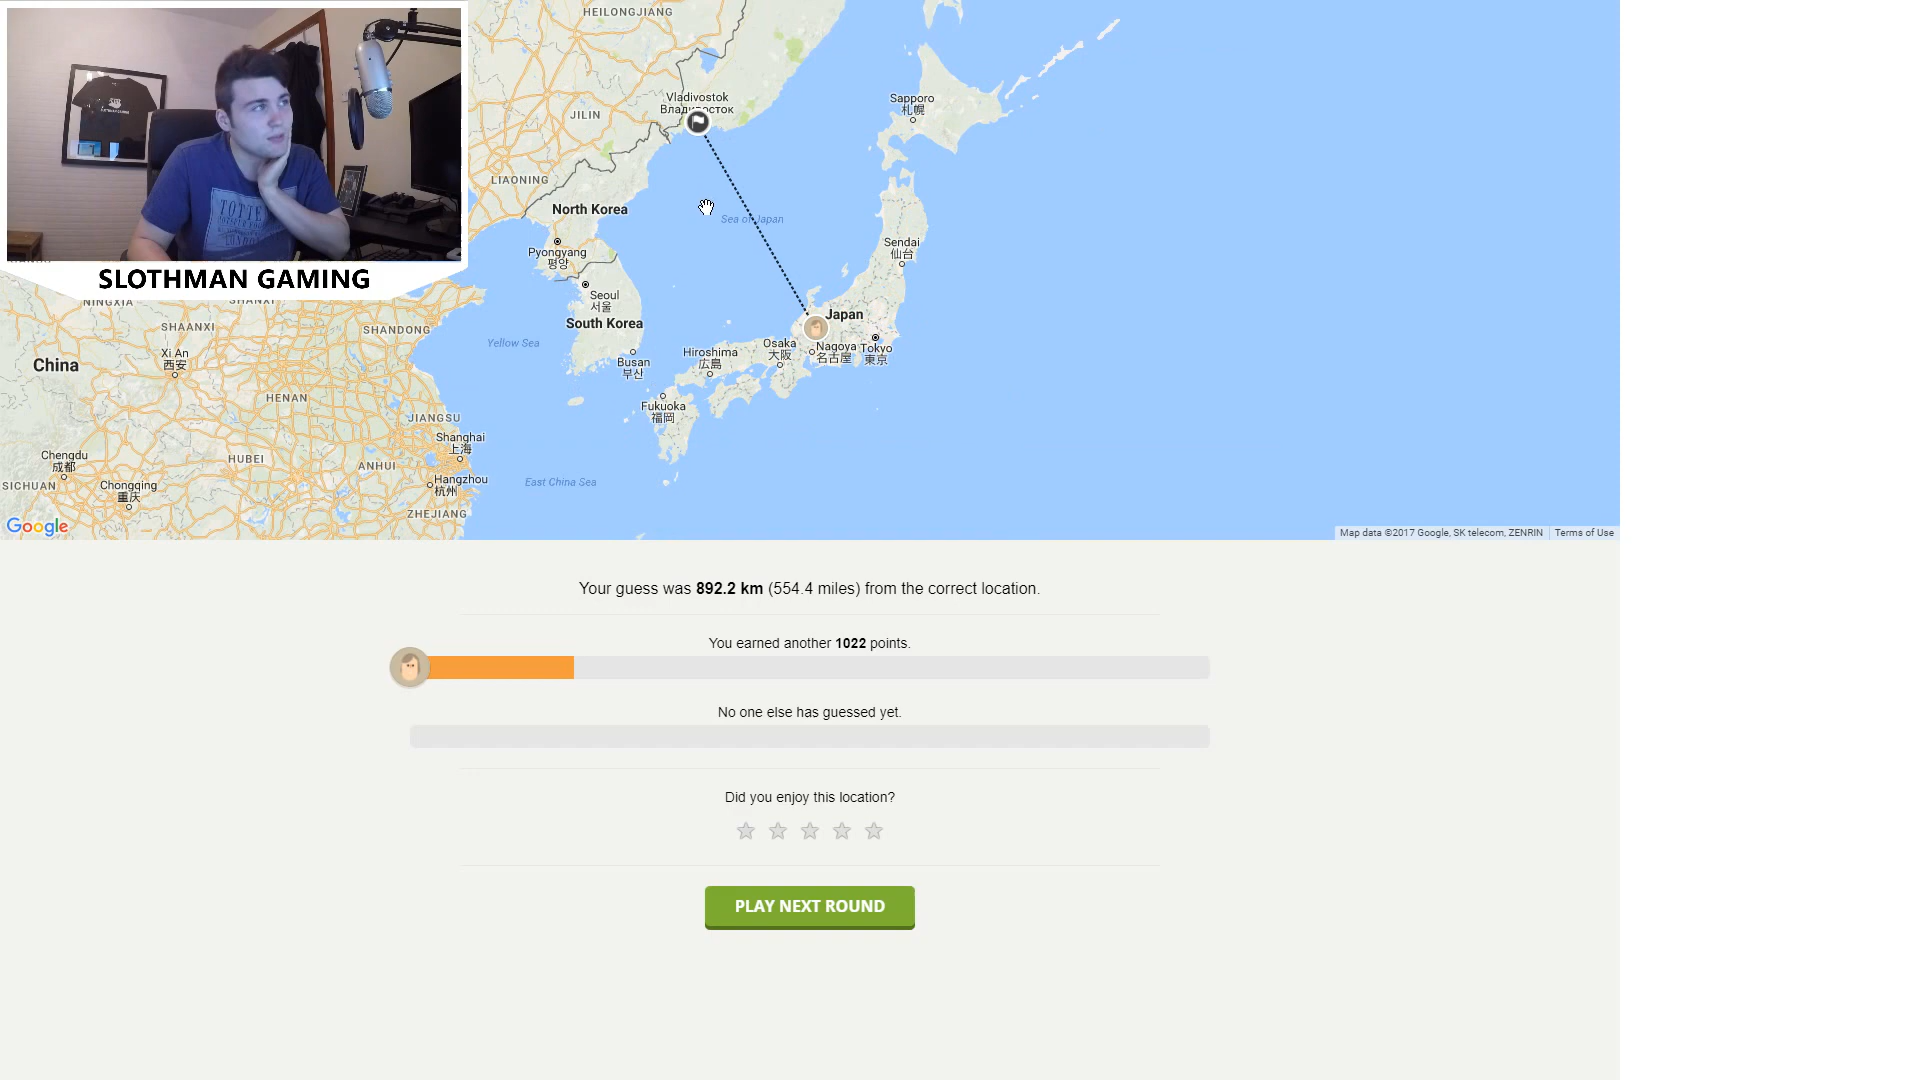 HEILONGJIANG
Vladivostok
Владивосток
JILIN
Sapporo
札幌
LIAONING
North Korea
Sea of Japan
Pyongyang
평양
Sendai
仙台
SLOTHMAN GAMING
Seoul
서울
South Korea
Japan
NINGXIA
SHANXI
SHAANXI
SHANDONG
Yellow Sea
Xi An
西安
China
Busan
부산
Hiroshima
広島
Osaka
大阪
Nagoya
名古屋
Tokyo
東京
HENAN
Fukuoka
福岡
JIANGSU
Shanghai
上海
Chengdu
成都
HUBEI
ANHUI
SICHUAN
Chongqing
重庆
Hangzhou
杭州
East China Sea
ZHEJIANG
Google
Map data ©2017 Google, SK telecom, ZENRIN
Terms of Use
Your guess was 892.2 km (554.4 miles) from the correct location.
You earned another 1022 points.
No one else has guessed yet.
Did you enjoy this location?
PLAY NEXT ROUND